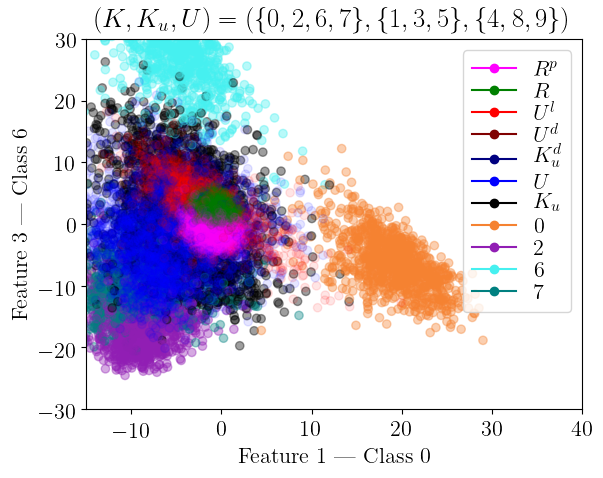 (K, K_u, U) = ({0, 2, 6, 7}, {1, 3, 5}, {4, 8, 9})
30
20
10
0
−10
−20
−30
Feature 3 — Class 6
−10
0
10
20
30
40
Feature 1 — Class 0
R^p
R
U^l
U^d
K_u^d
U
K_u
0
2
6
7